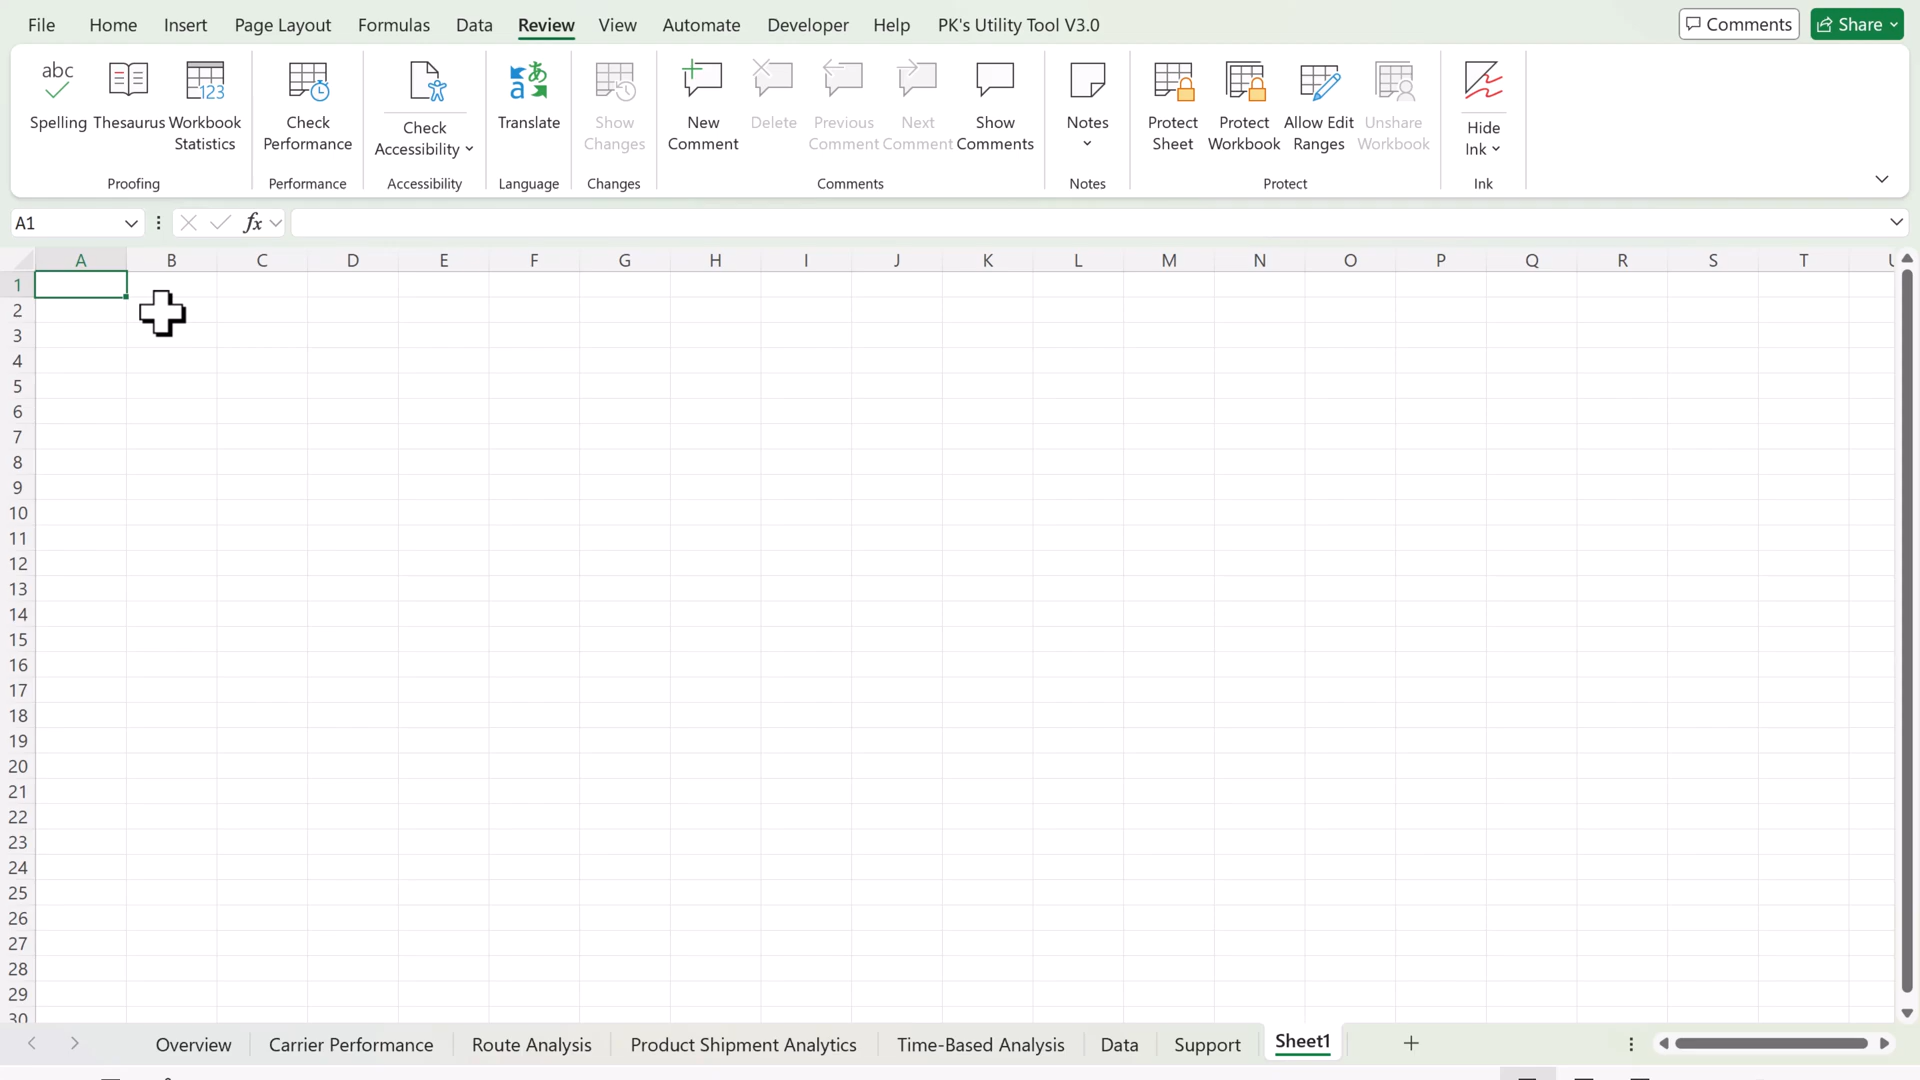 File Home Insert Page Layout Formulas Data Review View Automate Developer Help PK's Utility Tool V3.0 Comments Share
abc
Spelling
Thesaurus
123
Workbook
Statistics
Proofing
Check
Performance
Performance
Check
Accessibility
Accessibility
a あ
Translate
Language
Show
Changes
Changes
New
Comment
Delete
Previous
Comment
Next
Comment
Show
Comments
Comments
Notes
Notes
Protect
Sheet
Protect
Workbook
Allow Edit
Ranges
Unshare
Workbook
Protect
Hide
Ink
Ink
A1 fx
A B C D E F G H I J K L M N O P Q R S T U
1
2
3
4
5
6
7
8
9
10
11
12
13
14
15
16
17
18
19
20
21
22
23
24
25
26
27
28
29
30
Overview Carrier Performance Route Analysis Product Shipment Analytics Time-Based Analysis Data Support Sheet1